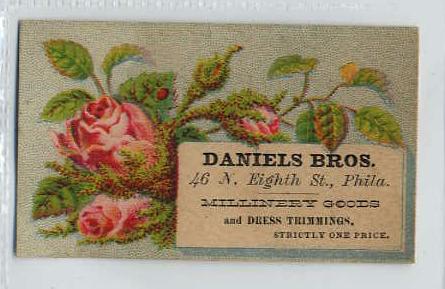 DANIELS BROS.
46 N. Eighth St., Phila.
MILLINERY GOODS
and DRESS TRIMMINGS.
STRICTLY ONE PRICE.